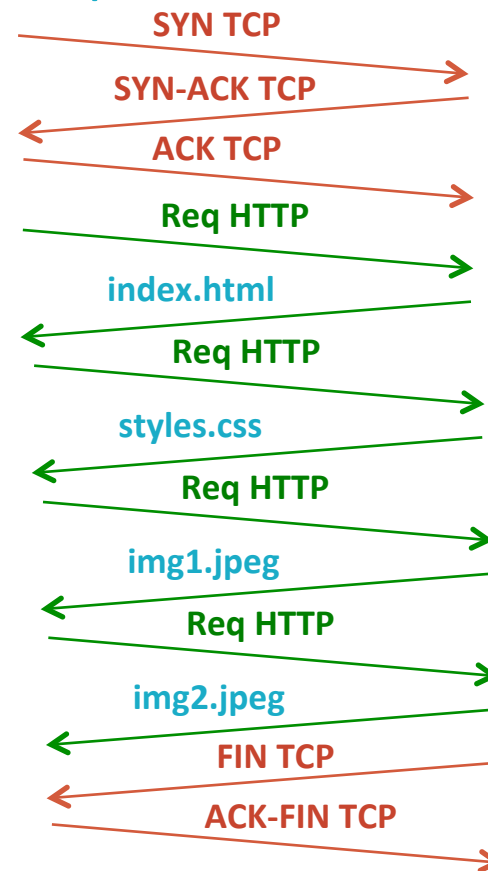 SYN TCP
SYN-ACK TCP
ACK TCP
Req HTTP
index.html
Req HTTP
styles.css
Req HTTP
img1.jpeg
Req HTTP
img2.jpeg
FIN TCP
ACK-FIN TCP